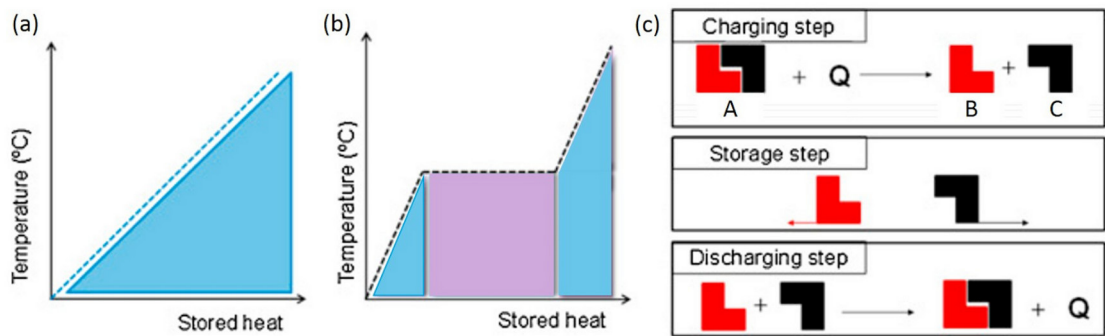 (a)
Temperature (ºC)
Stored heat
(b)
Temperature (ºC)
Stored heat
(c)
Charging step
+ Q +
A B C
Storage step
Discharging step
+ + Q